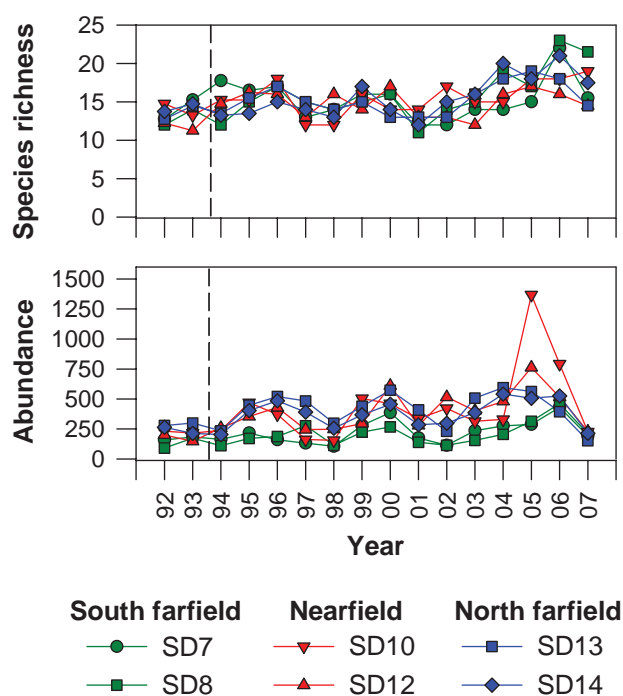 Species richness
25
20
15
10
5
0
Abundance
1500
1250
1000
750
500
250
0
92 93 94 95 96 97 98 99 00 01 02 03 04 05 06 07
Year
South farfield Nearfield North farfield
SD7 SD10 SD13
SD8 SD12 SD14